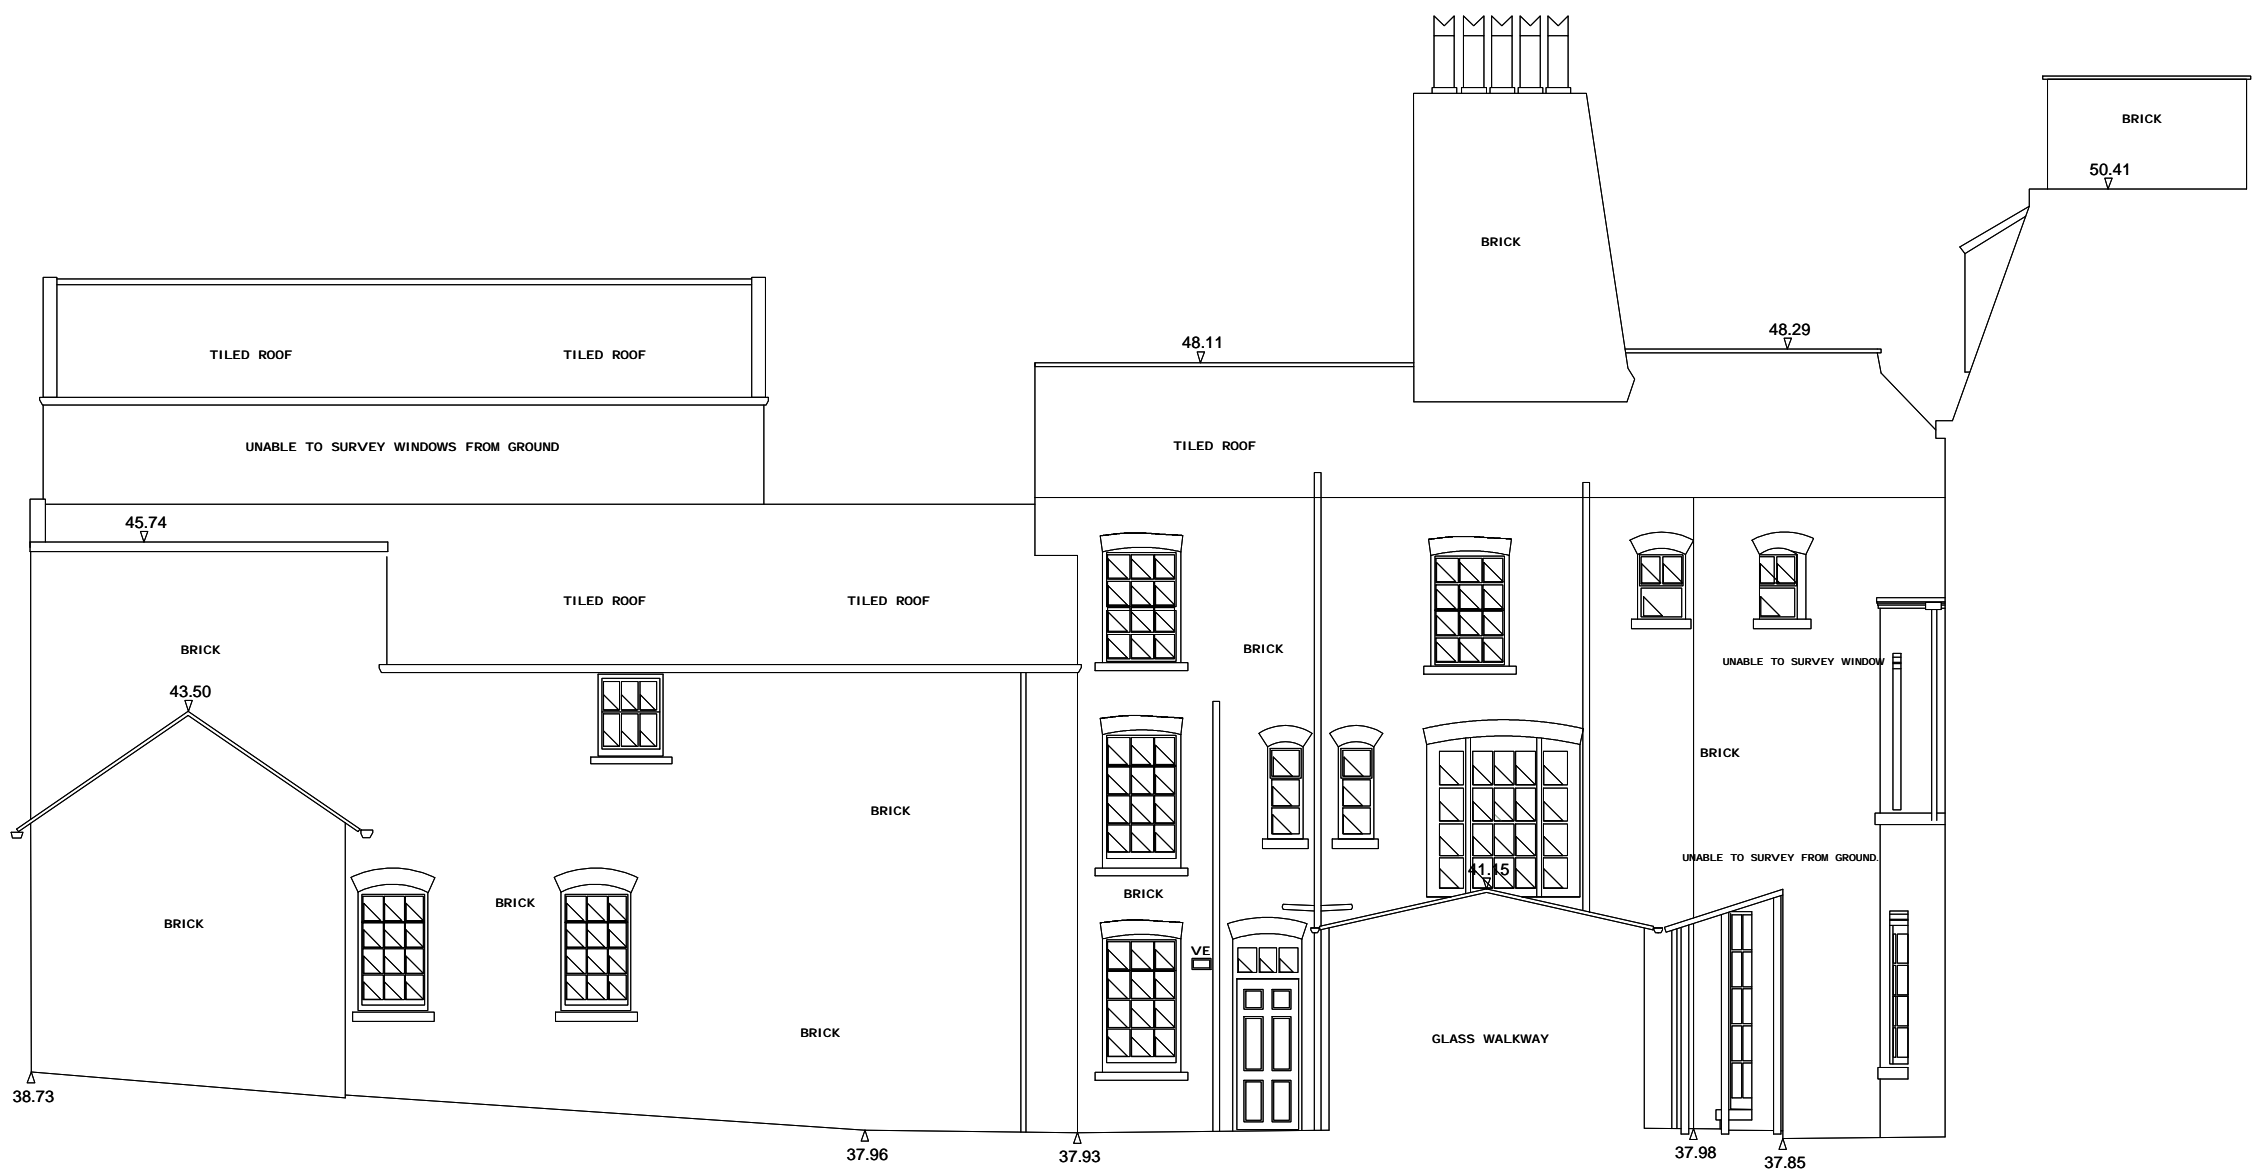 BRICK
50.41
BRICK
48.29
48.11
TILED ROOF
TILED ROOF
UNABLE TO SURVEY WINDOWS FROM GROUND
TILED ROOF
45.74
TILED ROOF
TILED ROOF
BRICK
BRICK
UNABLE TO SURVEY WINDOW
43.50
BRICK
BRICK
UNABLE TO SURVEY FROM GROUND.
41.15
BRICK
BRICK
BRICK
VE
BRICK
GLASS WALKWAY
38.73
37.96
37.93
37.98
37.85